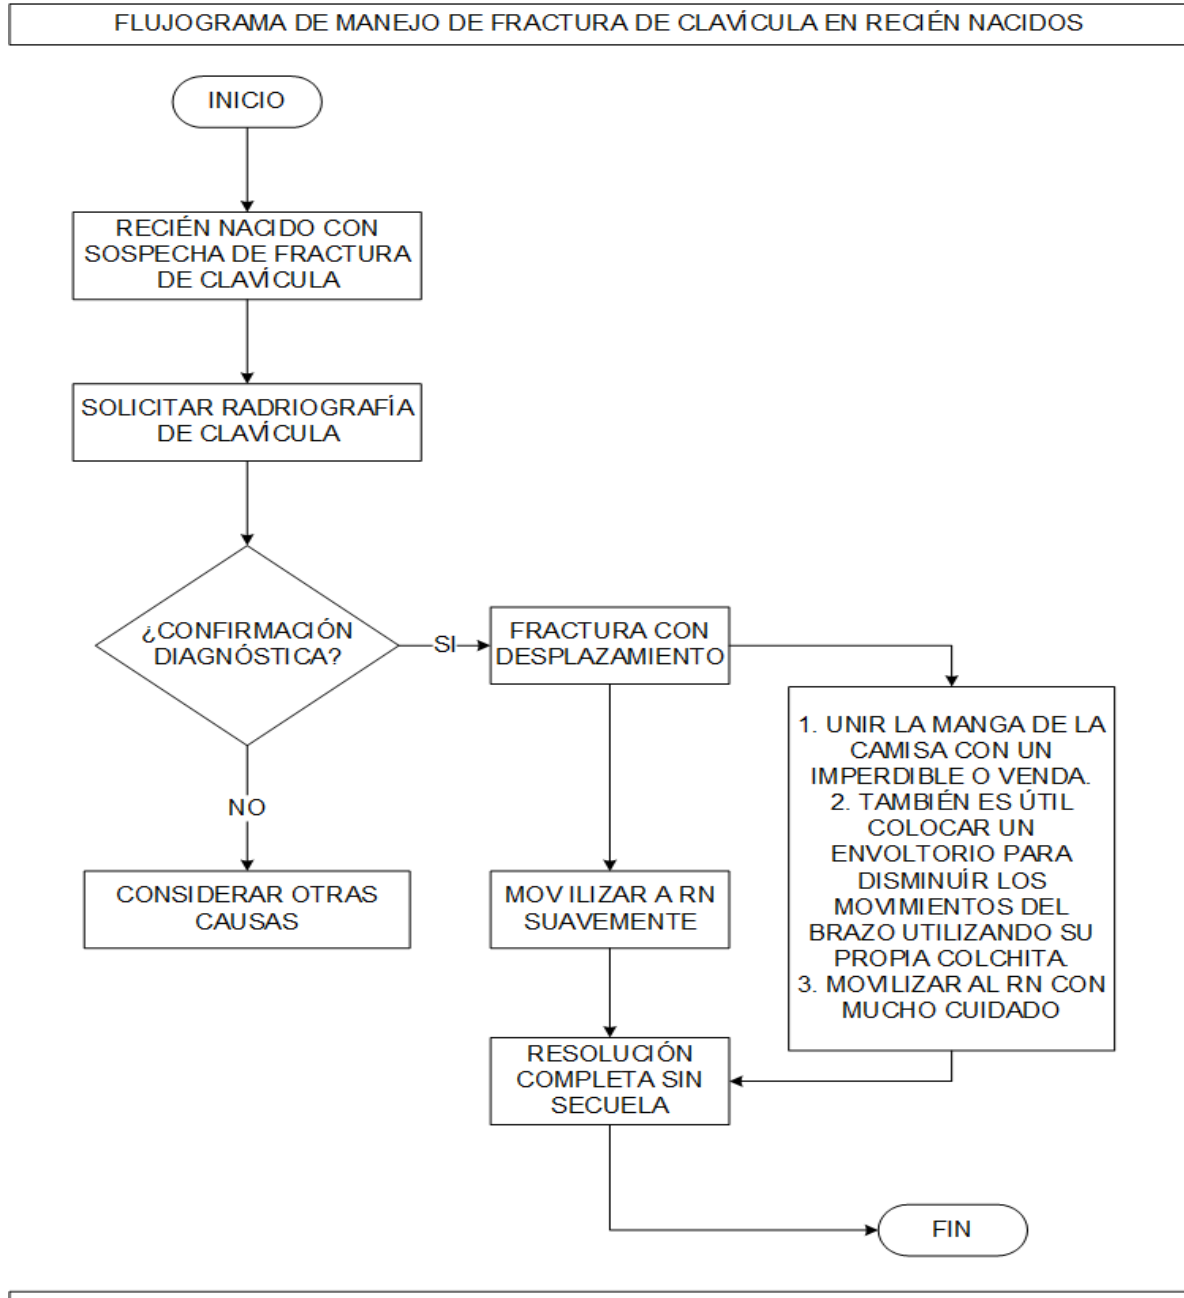 FLUJOGRAMA DE MANEJO DE FRACTURA DE CLAVÍCULA EN RECIÉN NACIDOS
INICIO
RECIÉN NACIDO CON
SOSPECHA DE FRACTURA
DE CLAVÍCULA
SOLICITAR RADRIOGRAFÍA
DE CLAVÍCULA
¿CONFIRMACIÓN
DIAGNÓSTICA?
SI
FRACTURA CON
DESPLAZAMIENTO
1. UNIR LA MANGA DE LA
CAMISA CON UN
IMPERDIBLE O VENDA.
2. TAMBIÉN ES ÚTIL
COLOCAR UN
ENVOLTORIO PARA
DISMINUÍR LOS
MOVIMIENTOS DEL
BRAZO UTILIZANDO SU
PROPIA COLCHITA.
3. MOVILIZAR AL RN CON
MUCHO CUIDADO
NO
CONSIDERAR OTRAS
CAUSAS
MOVILIZAR A RN
SUAVEMENTE
RESOLUCIÓN
COMPLETA SIN
SECUELA
FIN